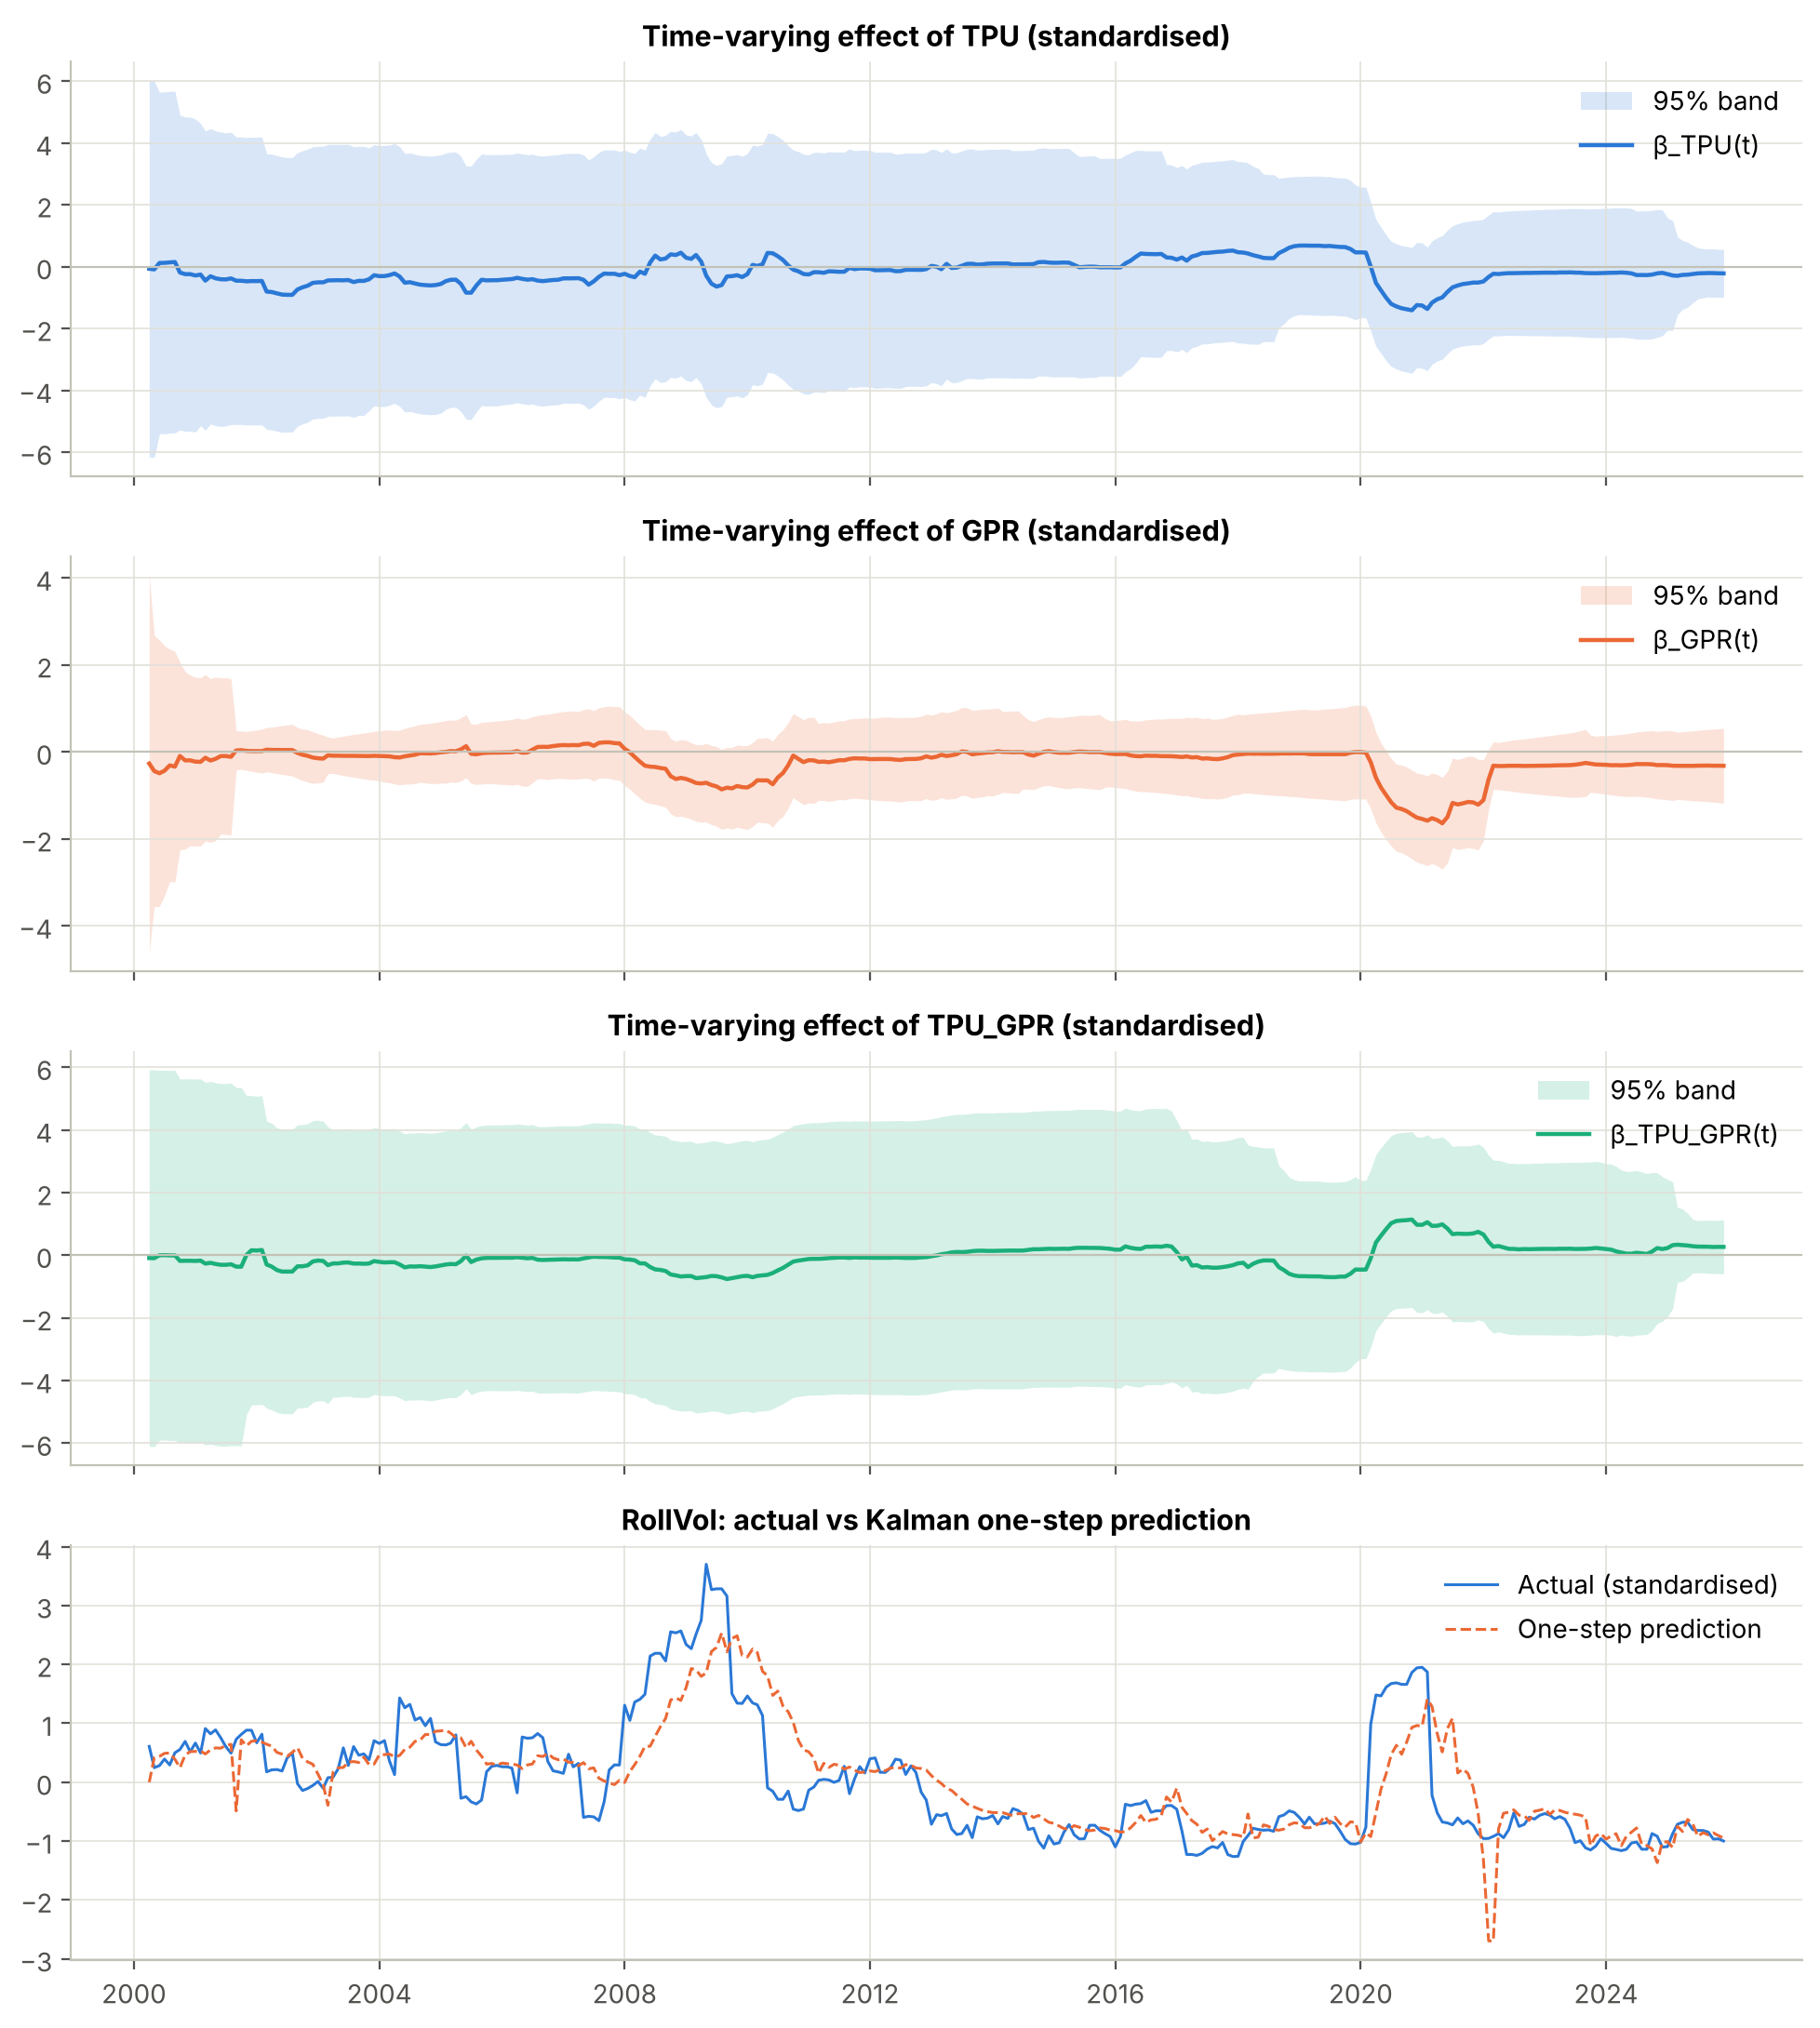 Time-varying effect of TPU (standardised)
6
4
2
0
−2
−4
−6
95% band
β_TPU(t)
Time-varying effect of GPR (standardised)
4
2
0
−2
−4
95% band
β_GPR(t)
Time-varying effect of TPU_GPR (standardised)
6
4
2
0
−2
−4
−6
95% band
β_TPU_GPR(t)
RollVol: actual vs Kalman one-step prediction
4
3
2
1
0
−1
−2
−3
Actual (standardised)
One-step prediction
2000 2004 2008 2012 2016 2020 2024